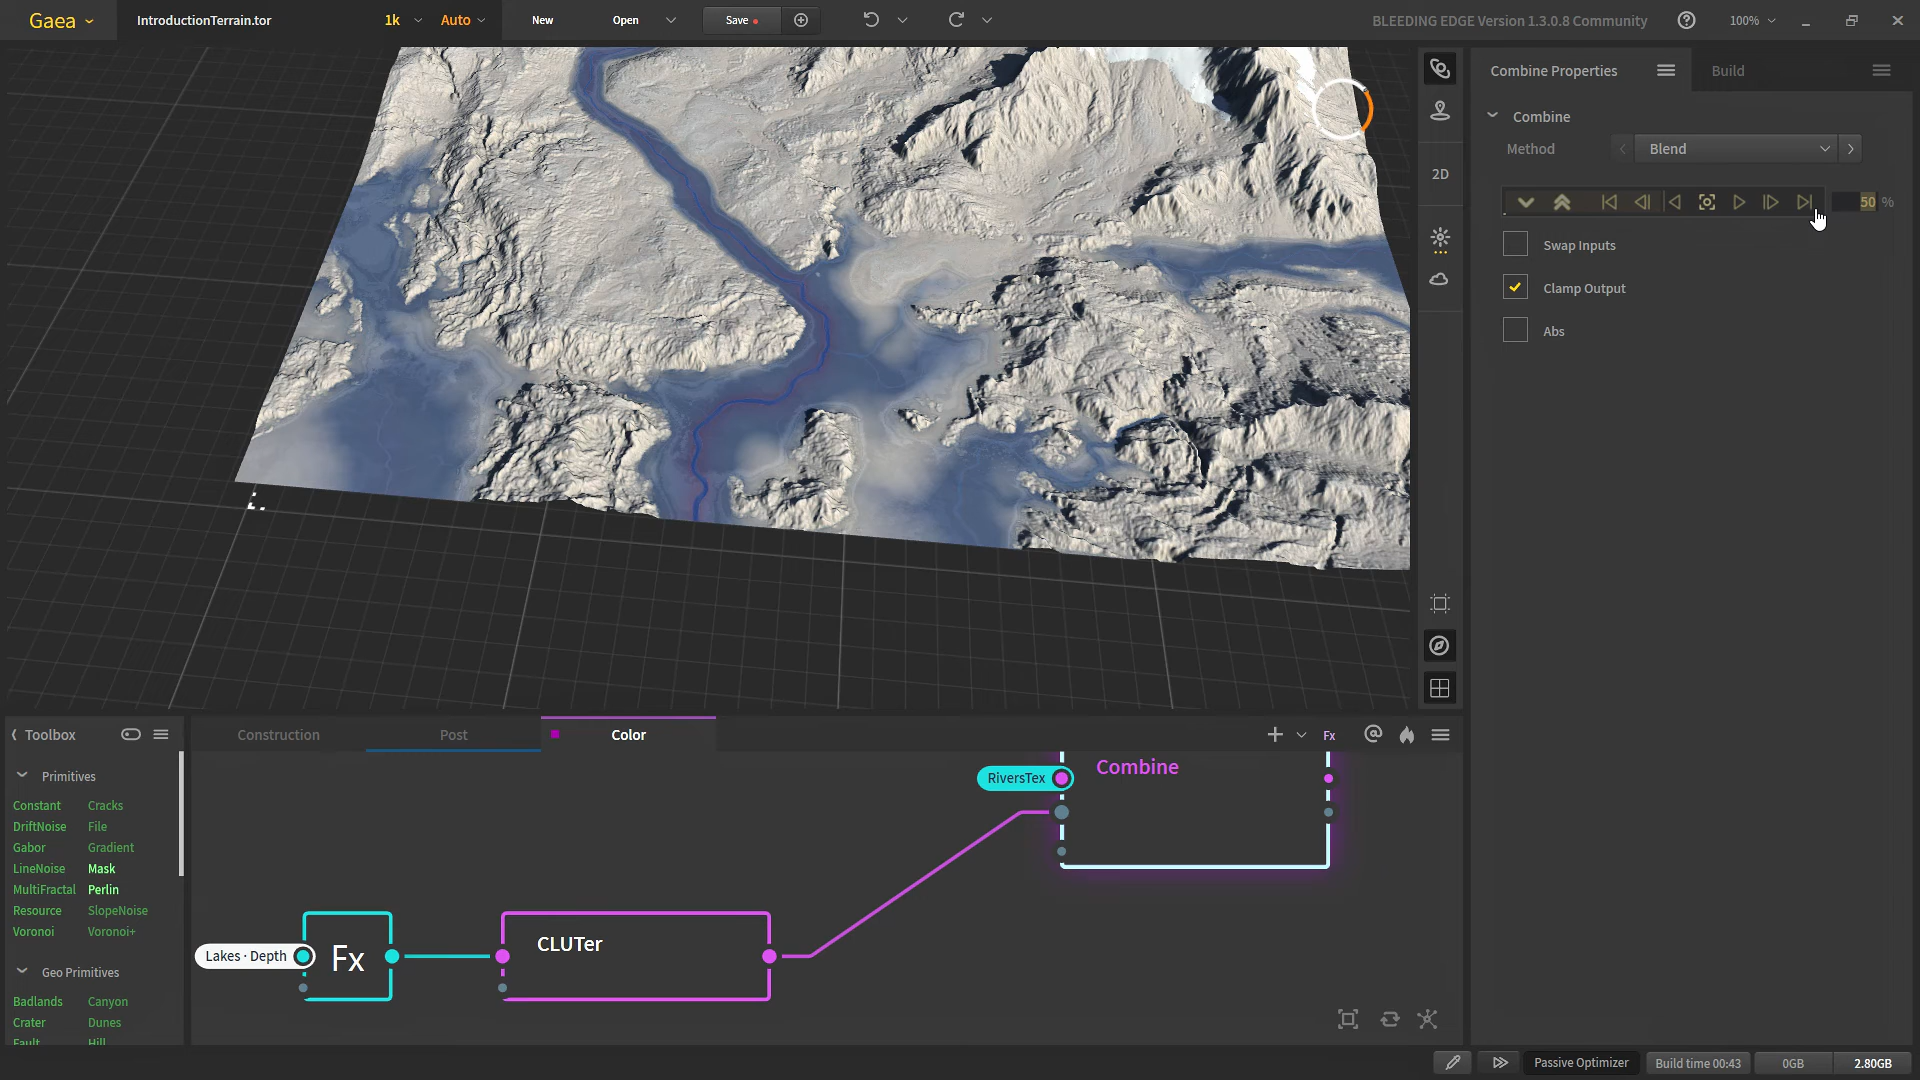 Gaea
IntroductionTerrain.tor
1k
Auto
New
Open
Save
BLEEDING EDGE Version 1.3.0.8 Community
100%
Combine Properties
Build
Combine
Method
Blend
50 %
Swap Inputs
Clamp Output
Abs
2D
Toolbox
Construction
Post
Color
Fx
Primitives
Constant Cracks
DriftNoise File
Gabor Gradient
LineNoise Mask
MultiFractal Perlin
Resource SlopeNoise
Voronoi Voronoi+
Geo Primitives
Badlands Canyon
Crater Dunes
Fault Hill
RiversTex
Combine
Lakes · Depth
Fx
CLUTer
Passive Optimizer
Build time 00:43
0GB
2.80GB